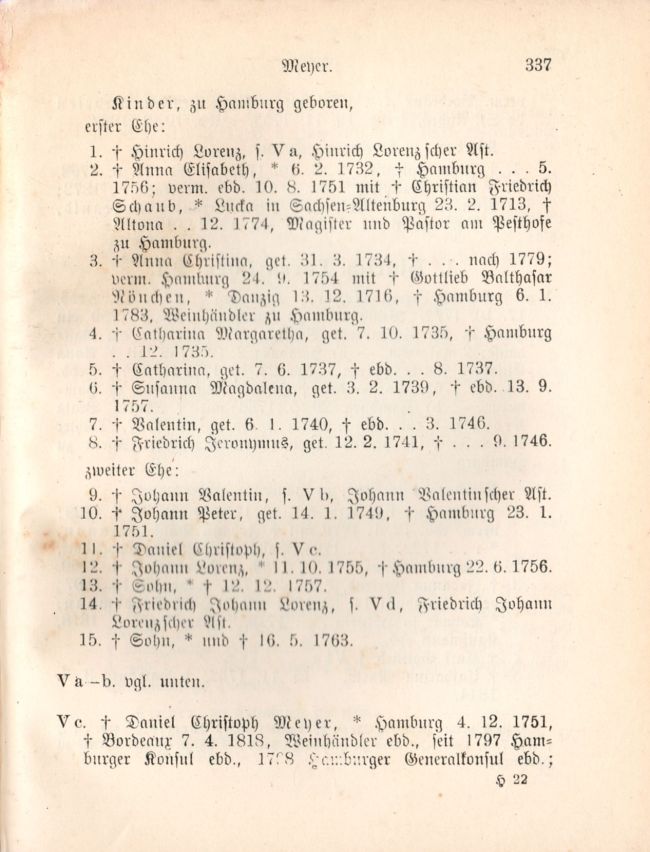 Meyer. 337
Kinder, zu Hamburg geboren,
erster Ehe:
1. † Hinrich Lorenz, s. V a, Hinrich Lorenz'scher Ast.
2. † Anna Elisabeth, * 6. 2. 1732, † Hamburg . . . 5.
1756; verm. ebd. 10. 8. 1751 mit † Christian Friedrich
Schaub, * Lucka in Sachsen-Altenburg 23. 2. 1713, †
Altona . . 12. 1774, Magister und Pastor am Pesthofe
zu Hamburg.
3. † Anna Christina, get. 31. 3. 1734, † . . . nach 1779;
verm. Hamburg 24. 9. 1754 mit † Gottlieb Balthasar
Rönchen, * Danzig 13. 12. 1716, † Hamburg 6. 1.
1783, Weinhändler zu Hamburg.
4. † Catharina Margaretha, get. 7. 10. 1735, † Hamburg
. . 12. 1735.
5. † Catharina, get. 7. 6. 1737, † ebd. . . 8. 1737.
6. † Susanna Magdalena, get. 3. 2. 1739, † ebd. 13. 9.
1757.
7. † Valentin, get. 6. 1. 1740, † ebd. . . 3. 1746.
8. † Friedrich Jeronymus, get. 12. 2. 1741, † . . . 9. 1746.
zweiter Ehe:
9. † Johann Valentin, s. V b, Johann Valentinscher Ast.
10. † Johann Peter, get. 14. 1. 1749, † Hamburg 23. 1.
1751.
11. † Daniel Christoph, s. V c.
12. † Johann Lorenz, * 11. 10. 1755, † Hamburg 22. 6. 1756.
13. † Sohn, * † 12. 12. 1757.
14. † Friedrich Johann Lorenz, s. V d, Friedrich Johann
Lorenz'scher Ast.
15. † Sohn, * und † 16. 5. 1763.
V a—b. vgl. unten.
V c. † Daniel Christoph Meyer, * Hamburg 4. 12. 1751,
† Bordeaux 7. 4. 1818, Weinhändler ebd., seit 1797 Ham-
burger Konsul ebd., 1798 Hamburger Generalkonsul ebd.;
H 22